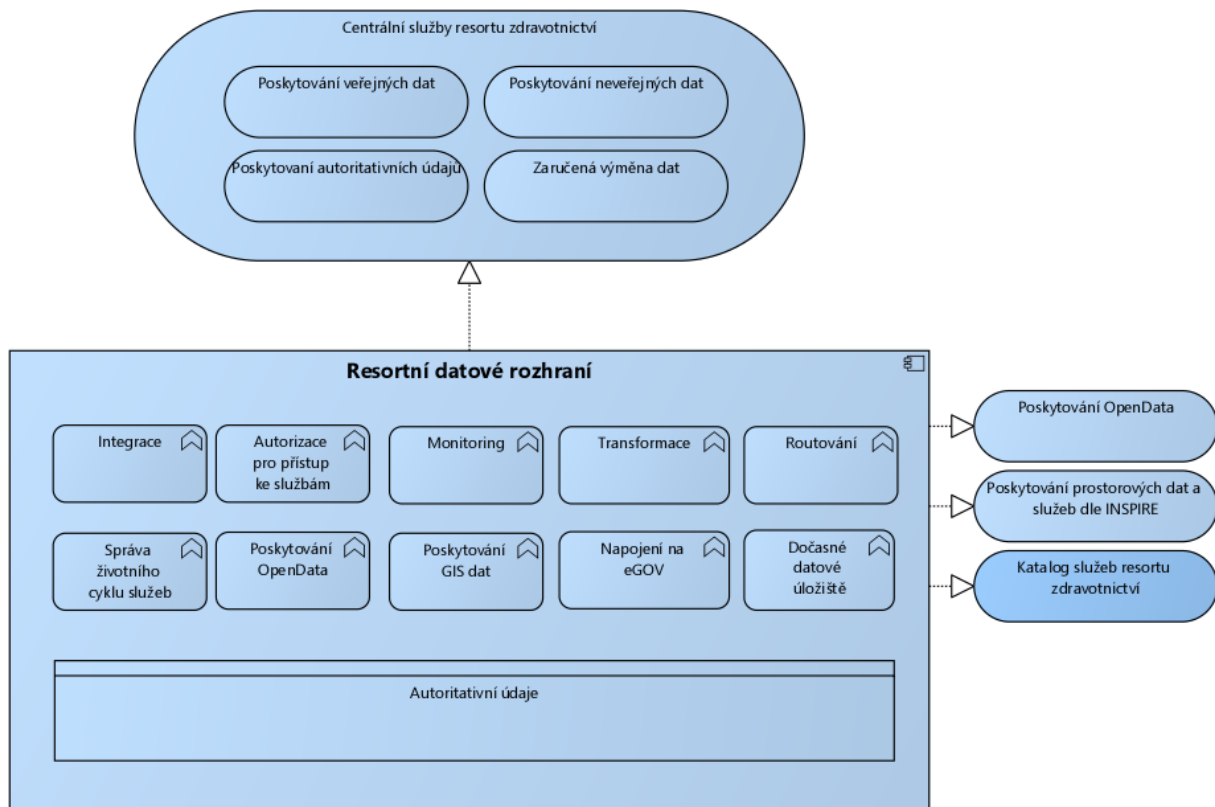 Centrální služby resortu zdravotnictví
Poskytování veřejných dat
Poskytování neveřejných dat
Poskytovaní autoritativních údajů
Zaručená výměna dat
Resortní datové rozhraní
Integrace
Autorizace
pro přístup
ke službám
Monitoring
Transformace
Routování
Správa
životního
cyklu služeb
Poskytování
OpenData
Poskytování
GIS dat
Napojení na
eGOV
Dočasné
datové
úložiště
Autoritativní údaje
Poskytování OpenData
Poskytování prostorových dat a
služeb dle INSPIRE
Katalog služeb resortu
zdravotnictví